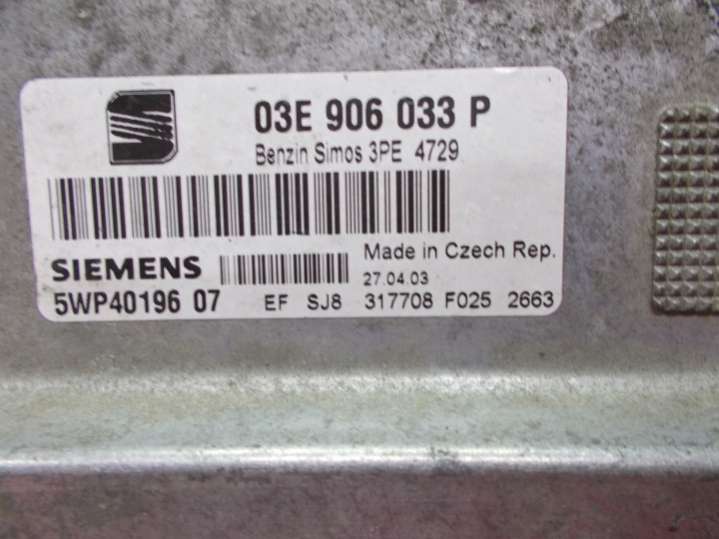 03E 906 033 P
Benzin Simos 3PE 4729
SIEMENS
Made in Czech Rep.
27.04.03
5WP40196 07 EF SJ8 317708 F025 2663